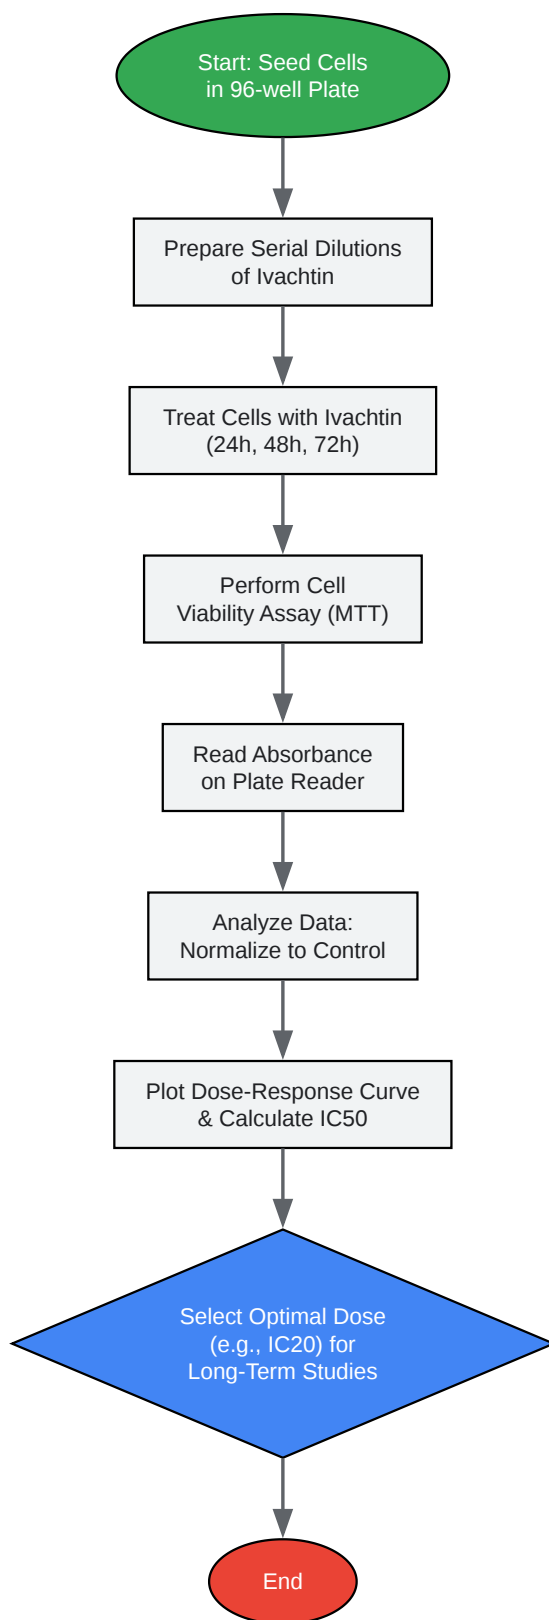 Start: Seed Cells
in 96-well Plate
Prepare Serial Dilutions
of Ivachtin
Treat Cells with Ivachtin
(24h, 48h, 72h)
Perform Cell
Viability Assay (MTT)
Read Absorbance
on Plate Reader
Analyze Data:
Normalize to Control
Plot Dose-Response Curve
& Calculate IC50
Select Optimal Dose
(e.g., IC20) for
Long-Term Studies
End